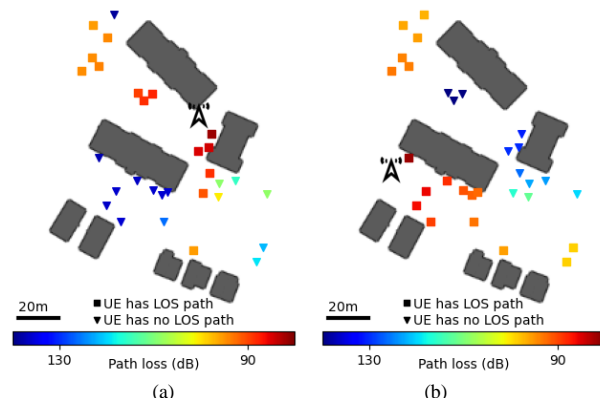 20m
UE has LOS path
UE has no LOS path
130
90
Path loss (dB)
(a)
20m
UE has LOS path
UE has no LOS path
130
90
Path loss (dB)
(b)